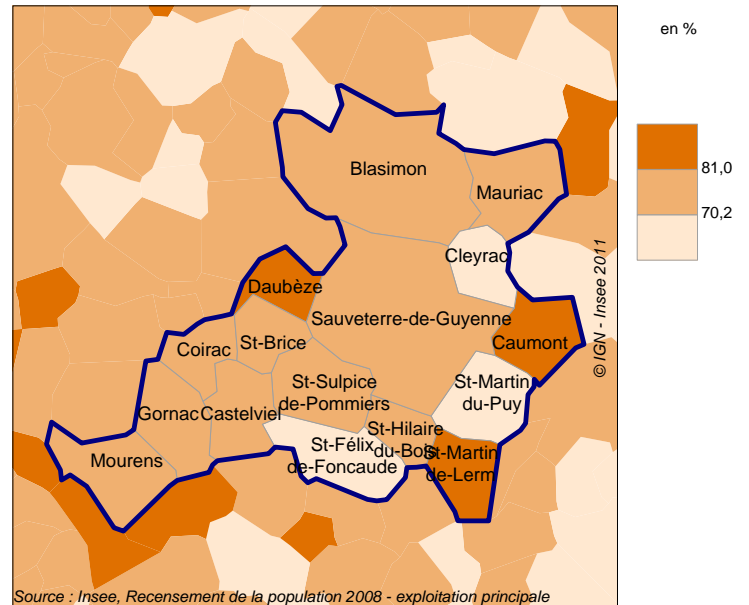 en %
81,0
70,2
Blasimon
Mauriac
Cleyrac
Daubèze
Sauveterre-de-Guyenne
Caumont
Coirac
St-Brice
St-Sulpice
de-Pommiers
St-Martin
du-Puy
Gornac
Castelviel
St-Hilaire
du-Bois
St-Félix
de-Foncaude
St-Martin
de-Lerm
Mourens
© IGN - Insee 2011
Source : Insee, Recensement de la population 2008 - exploitation principale